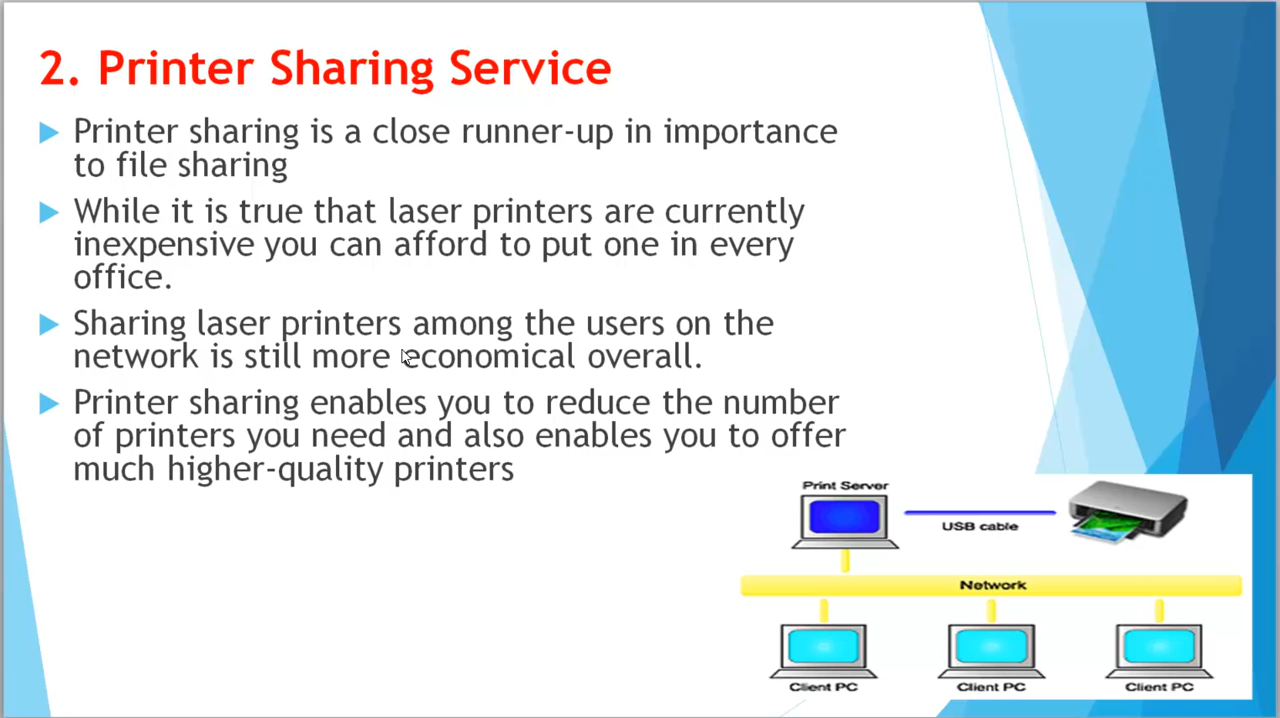 2. Printer Sharing Service
Printer sharing is a close runner-up in importance
to file sharing
While it is true that laser printers are currently
inexpensive you can afford to put one in every
office.
Sharing laser printers among the users on the
network is still more economical overall.
Printer sharing enables you to reduce the number
of printers you need and also enables you to offer
much higher-quality printers
Print Server
USB cable
Network
Client PC
Client PC
Client PC